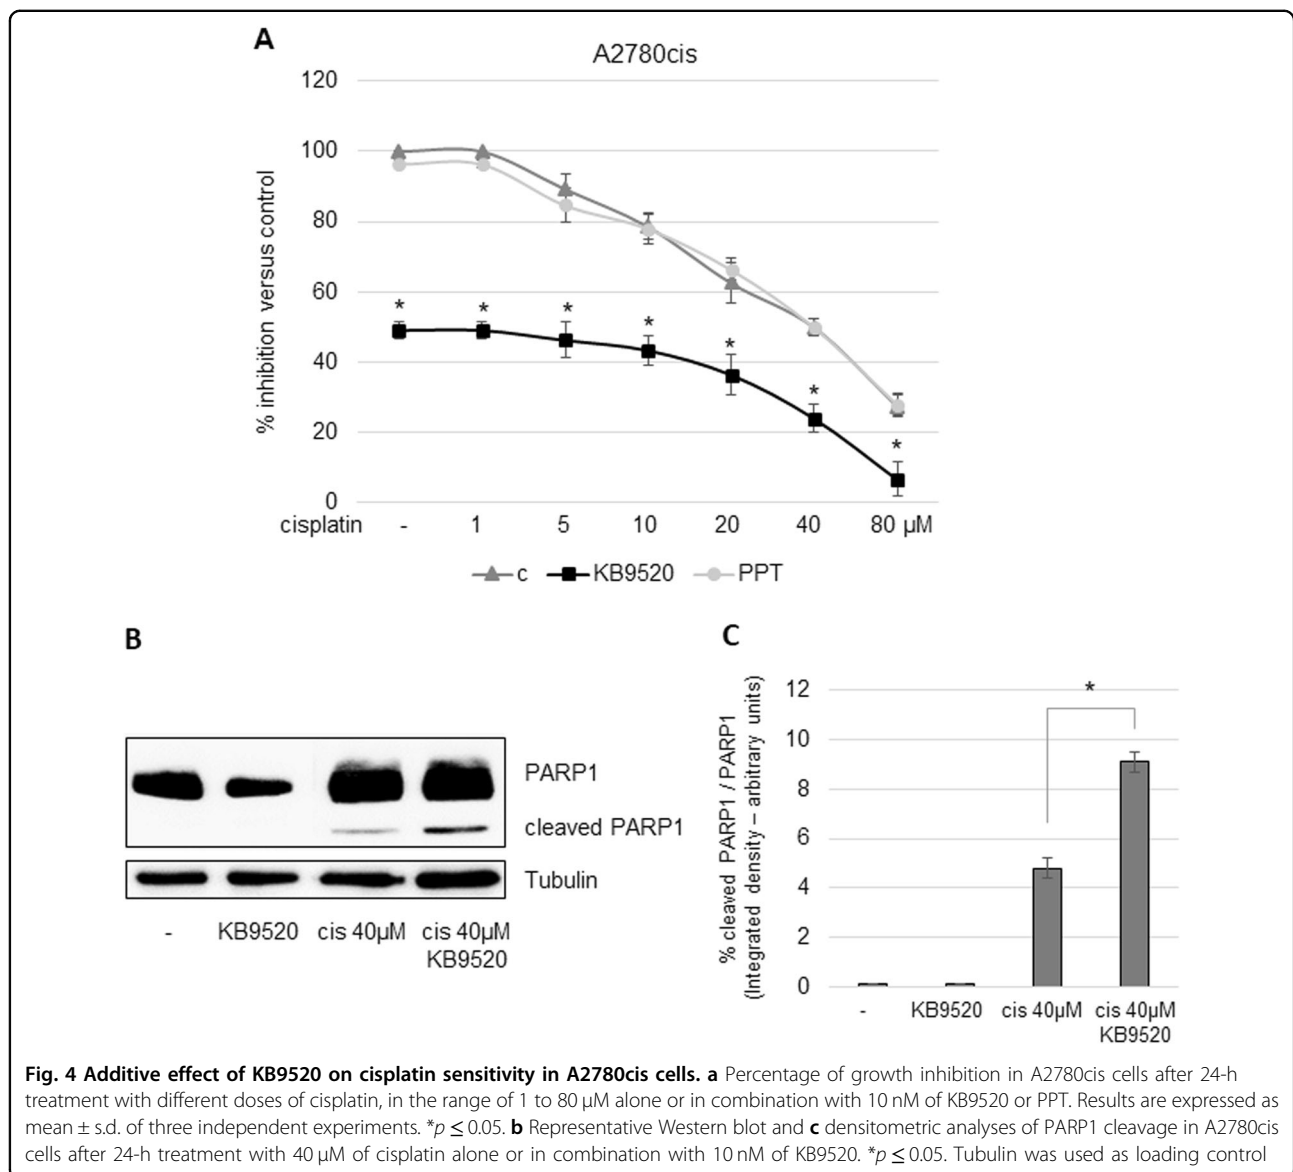 A
A2780cis
% inhibition versus control
120
100
80
60
40
20
0
* * * * * * *
cisplatin - 1 5 10 20 40 80 µM
c KB9520 PPT
B
PARP1
cleaved PARP1
Tubulin
- KB9520 cis 40µM cis 40µM
KB9520
C
% cleaved PARP1 / PARP1
(Integrated density – arbitrary units)
12
10
8
6
4
2
0
*
- KB9520 cis 40µM cis 40µM
KB9520
Fig. 4 Additive effect of KB9520 on cisplatin sensitivity in A2780cis cells. a Percentage of growth inhibition in A2780cis cells after 24-h
treatment with different doses of cisplatin, in the range of 1 to 80 µM alone or in combination with 10 nM of KB9520 or PPT. Results are expressed as
mean ± s.d. of three independent experiments. *p ≤ 0.05. b Representative Western blot and c densitometric analyses of PARP1 cleavage in A2780cis
cells after 24-h treatment with 40 µM of cisplatin alone or in combination with 10 nM of KB9520. *p ≤ 0.05. Tubulin was used as loading control